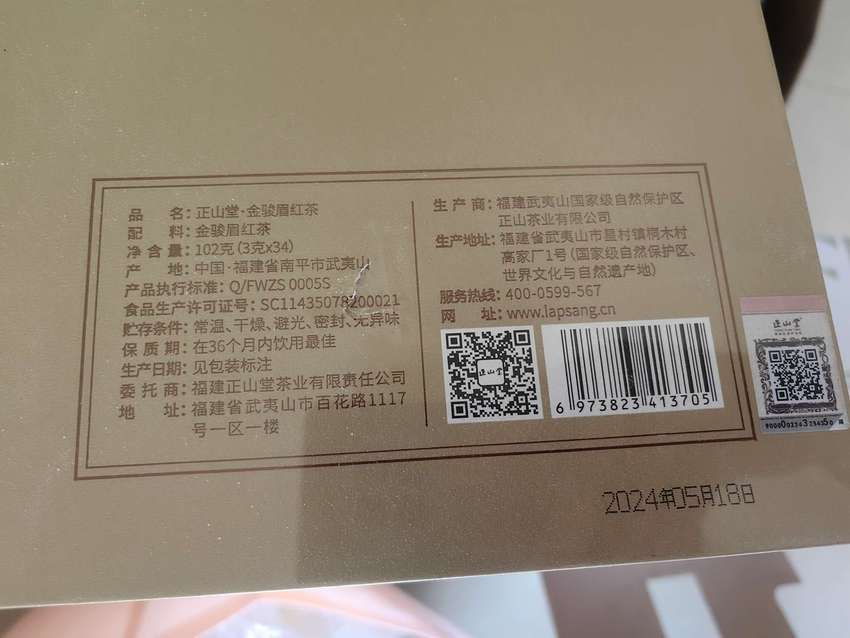 品名：正山堂·金骏眉红茶
配料：金骏眉红茶
净含量：102克(3克x34)
产地：中国·福建省南平市武夷山
产品执行标准：Q/FWZS 0005S
食品生产许可证号：SC11435078200021
贮存条件：常温、干燥、避光、密封、无异味
保质期：在36个月内饮用最佳
生产日期：见包装标注
委托商：福建正山堂茶业有限责任公司
地址：福建省武夷山市百花路1117
号一区一楼
生产商：福建武夷山国家级自然保护区
正山茶业有限公司
生产地址：福建省武夷山市星村镇桐木村
高家厂1号(国家级自然保护区、
世界文化与自然遗产地)
服务热线：400-0599-567
网址：www.lapsang.cn
正山堂
6 973823 413705
正山堂
2024年05月18日